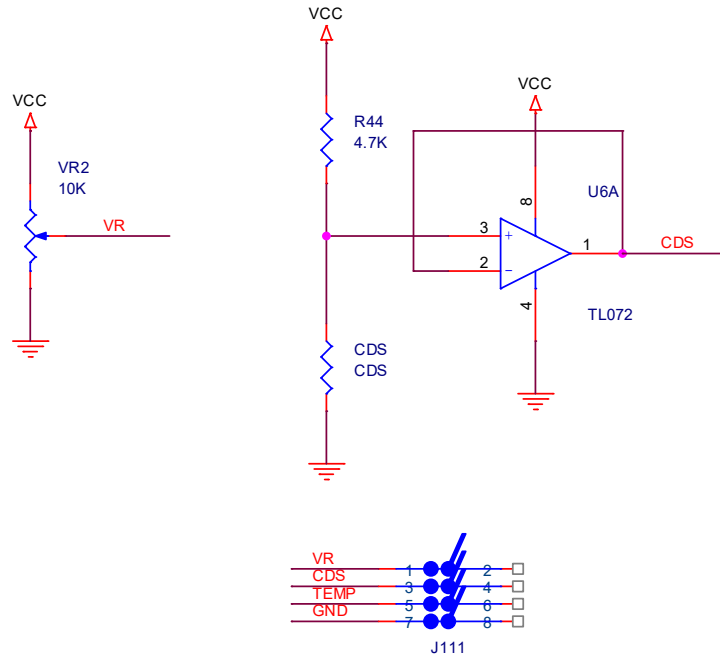 VCC
VCC
VCC
R44
4.7K
VR2
10K
VR
8
U6A
3
+
1
CDS
2
−
4
TL072
CDS
CDS
VR
1
2
CDS
3
4
TEMP
5
6
GND
7
8
J111